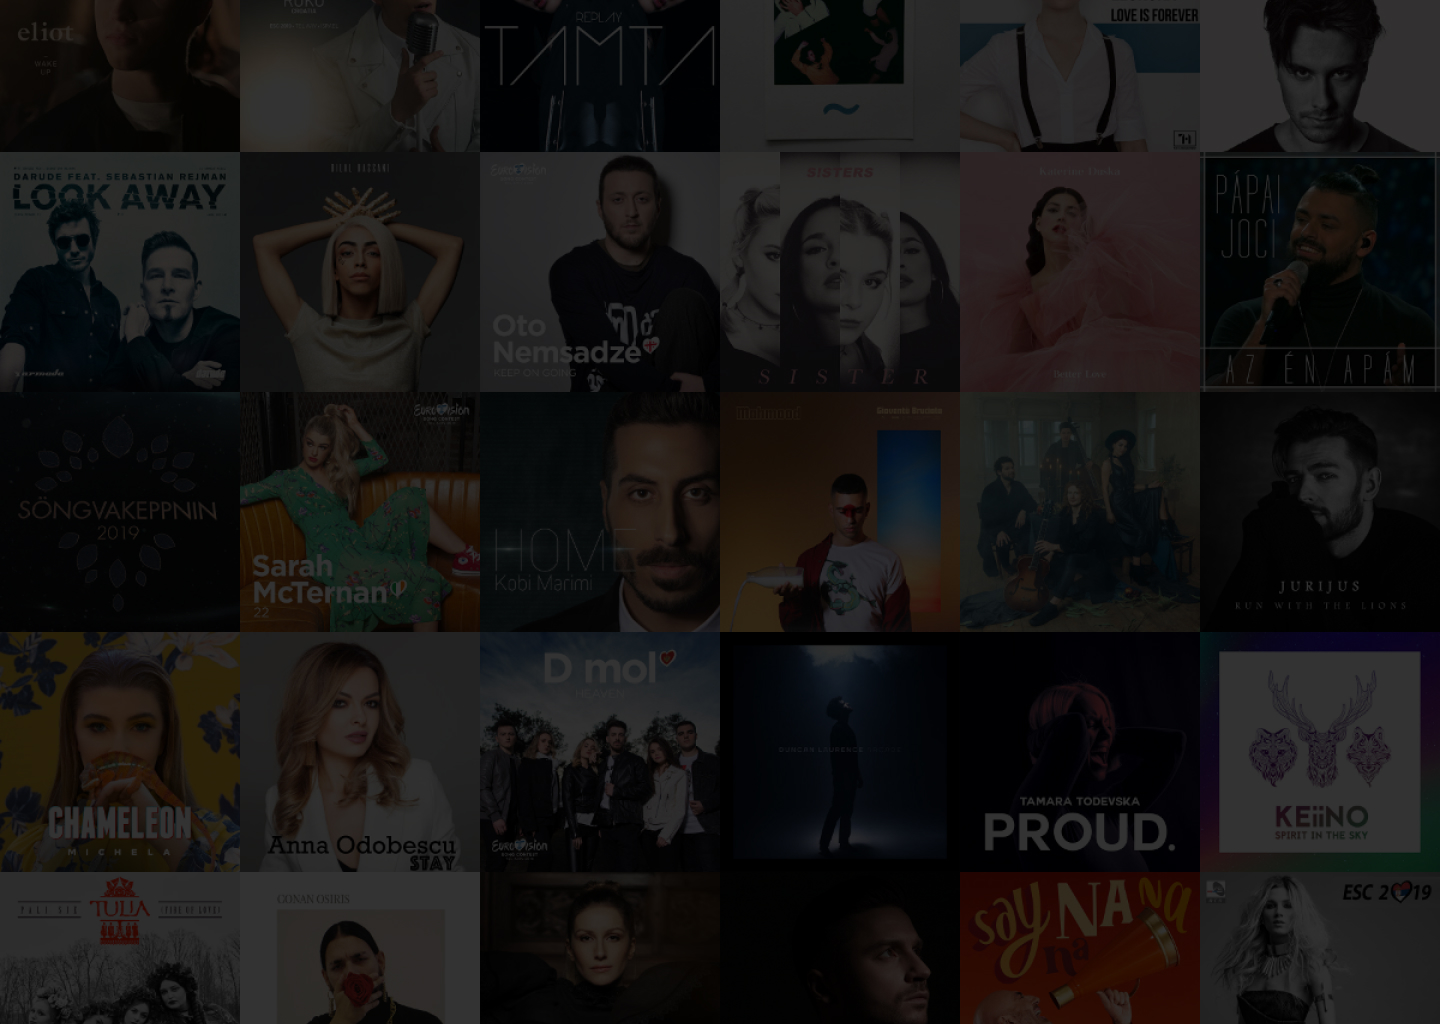 eliot
WAKE
UP
REPLAY
TAMTA
LOVE IS FOREVER
DARUDE FEAT. SEBASTIAN REJMAN
LOOK AWAY
BILAL HASSANI
EUROVISION
Oto
Nemsadze
KEEP ON GOING
SISTERS
SISTER
Katerine Duska
Better Love
PÁPAI
JOCI
AZ ÉN APÁM
SÖNGVAKEPPNIN
2019
EUROVISION
Sarah
McTernan
22
HOME
Kobi Marimi
Mahmood
JURIJUS
RUN WITH THE LIONS
CHAMELEON
MICHELA
Anna Odobescu
STAY
D mol
HEAVEN
EUROVISION
DUNCAN LAURENCE
TAMARA TODEVSKA
PROUD.
KEiiNO
SPIRIT IN THE SKY
TULIA
CONAN OSIRIS
say NA NA
na
ESC 2019